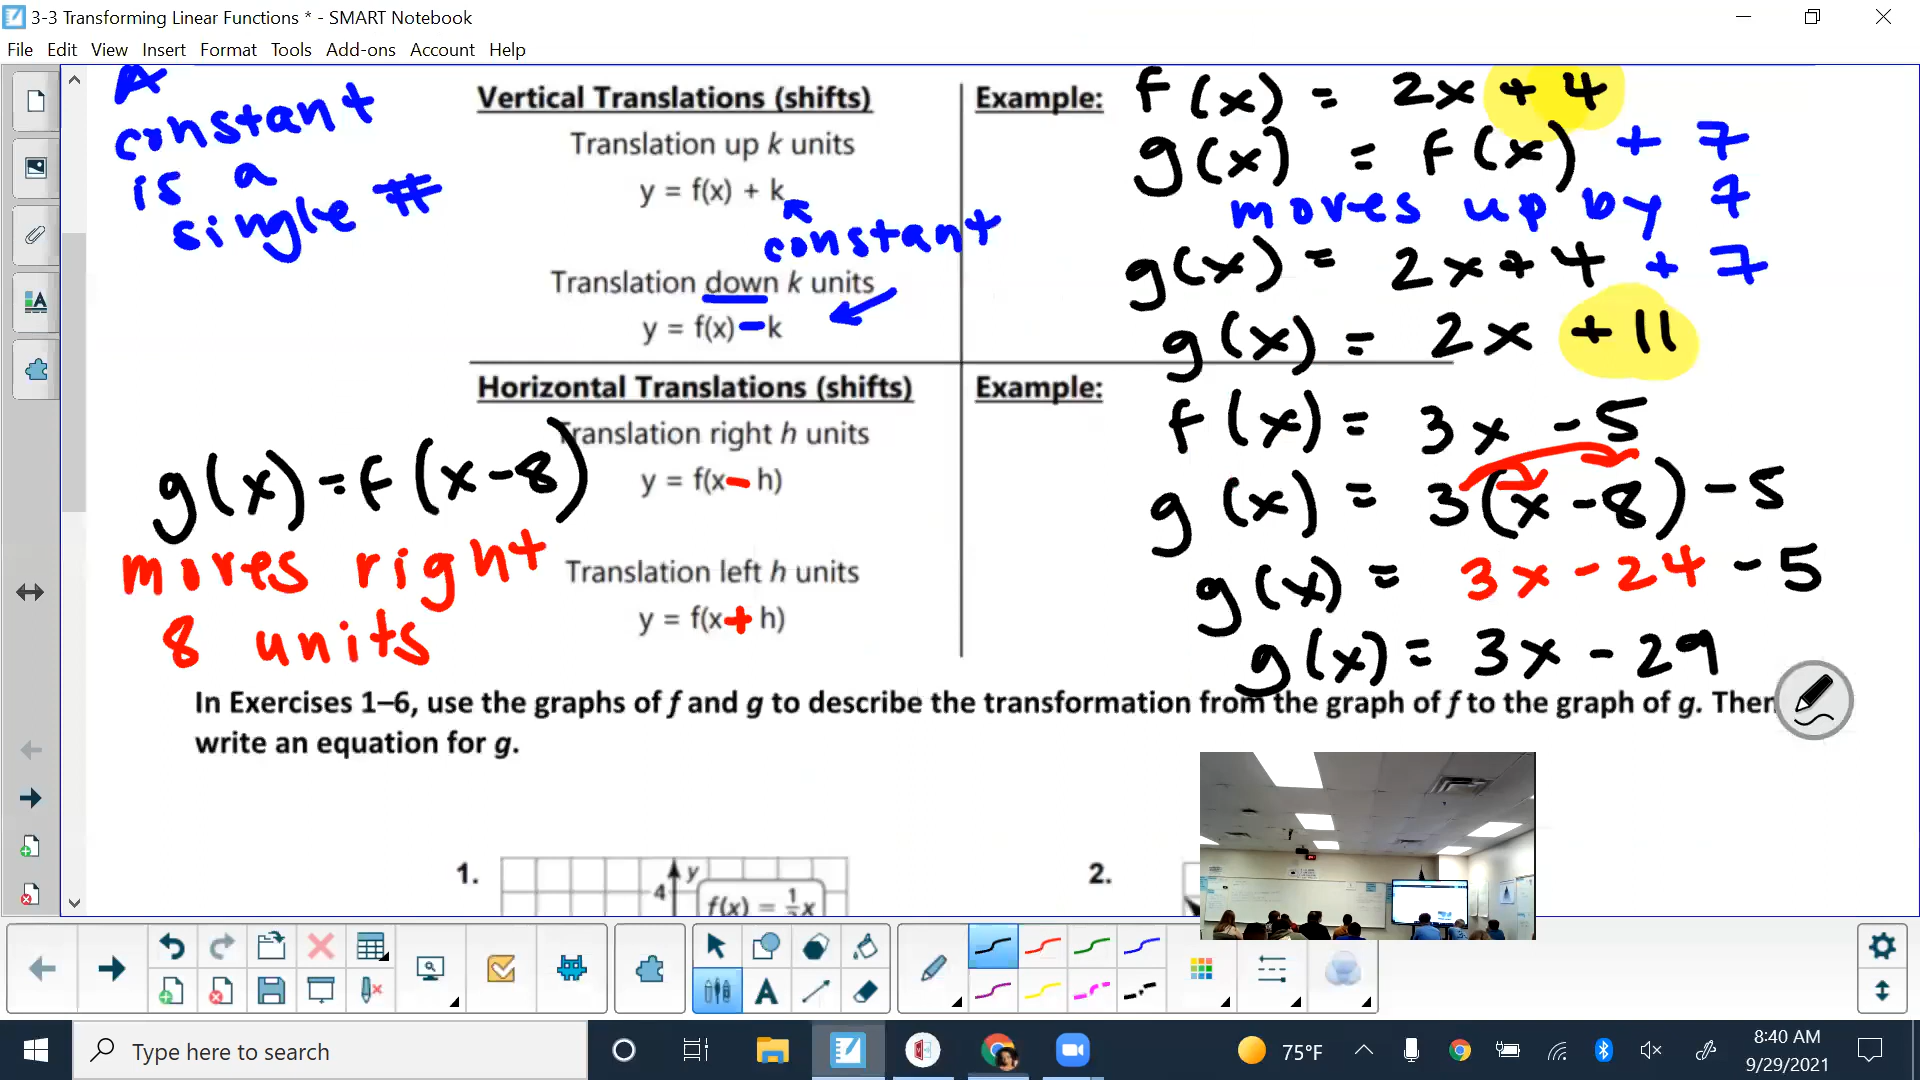 3-3 Transforming Linear Functions * - SMART Notebook
File Edit View Insert Format Tools Add-ons Account Help
A
constant
is a
single #
Vertical Translations (shifts)
Translation up k units
y = f(x) + k
constant
Translation down k units
y = f(x) - k
Example:
f(x) = 2x + 4
g(x) = f(x) + 7
moves up by 7
g(x) = 2x + 4 + 7
g(x) = 2x + 11
Horizontal Translations (shifts)
Translation right h units
y = f(x - h)
Translation left h units
y = f(x + h)
g(x) = f(x - 8)
moves right
8 units
Example:
f(x) = 3x - 5
g(x) = 3(x - 8) - 5
g(x) = 3x - 24 - 5
g(x) = 3x - 29
In Exercises 1–6, use the graphs of f and g to describe the transformation from the graph of f to the graph of g. Then
write an equation for g.
1.
4
y
2.
Type here to search
75°F
8:40 AM
9/29/2021